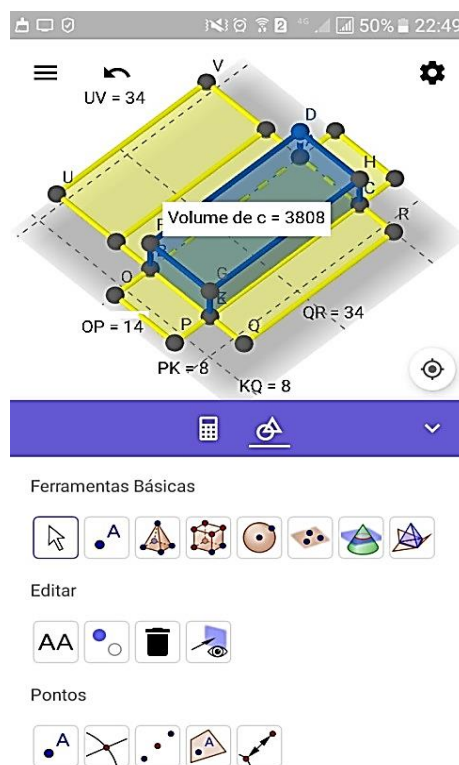 4G 50% 22:49
V
UV = 34
D
U
H
C
Volume de c = 3808
R
F
G
O
E
OP = 14
P
Q
QR = 34
PK = 8
KQ = 8
Ferramentas Básicas
A
Editar
AA
Pontos
A
A